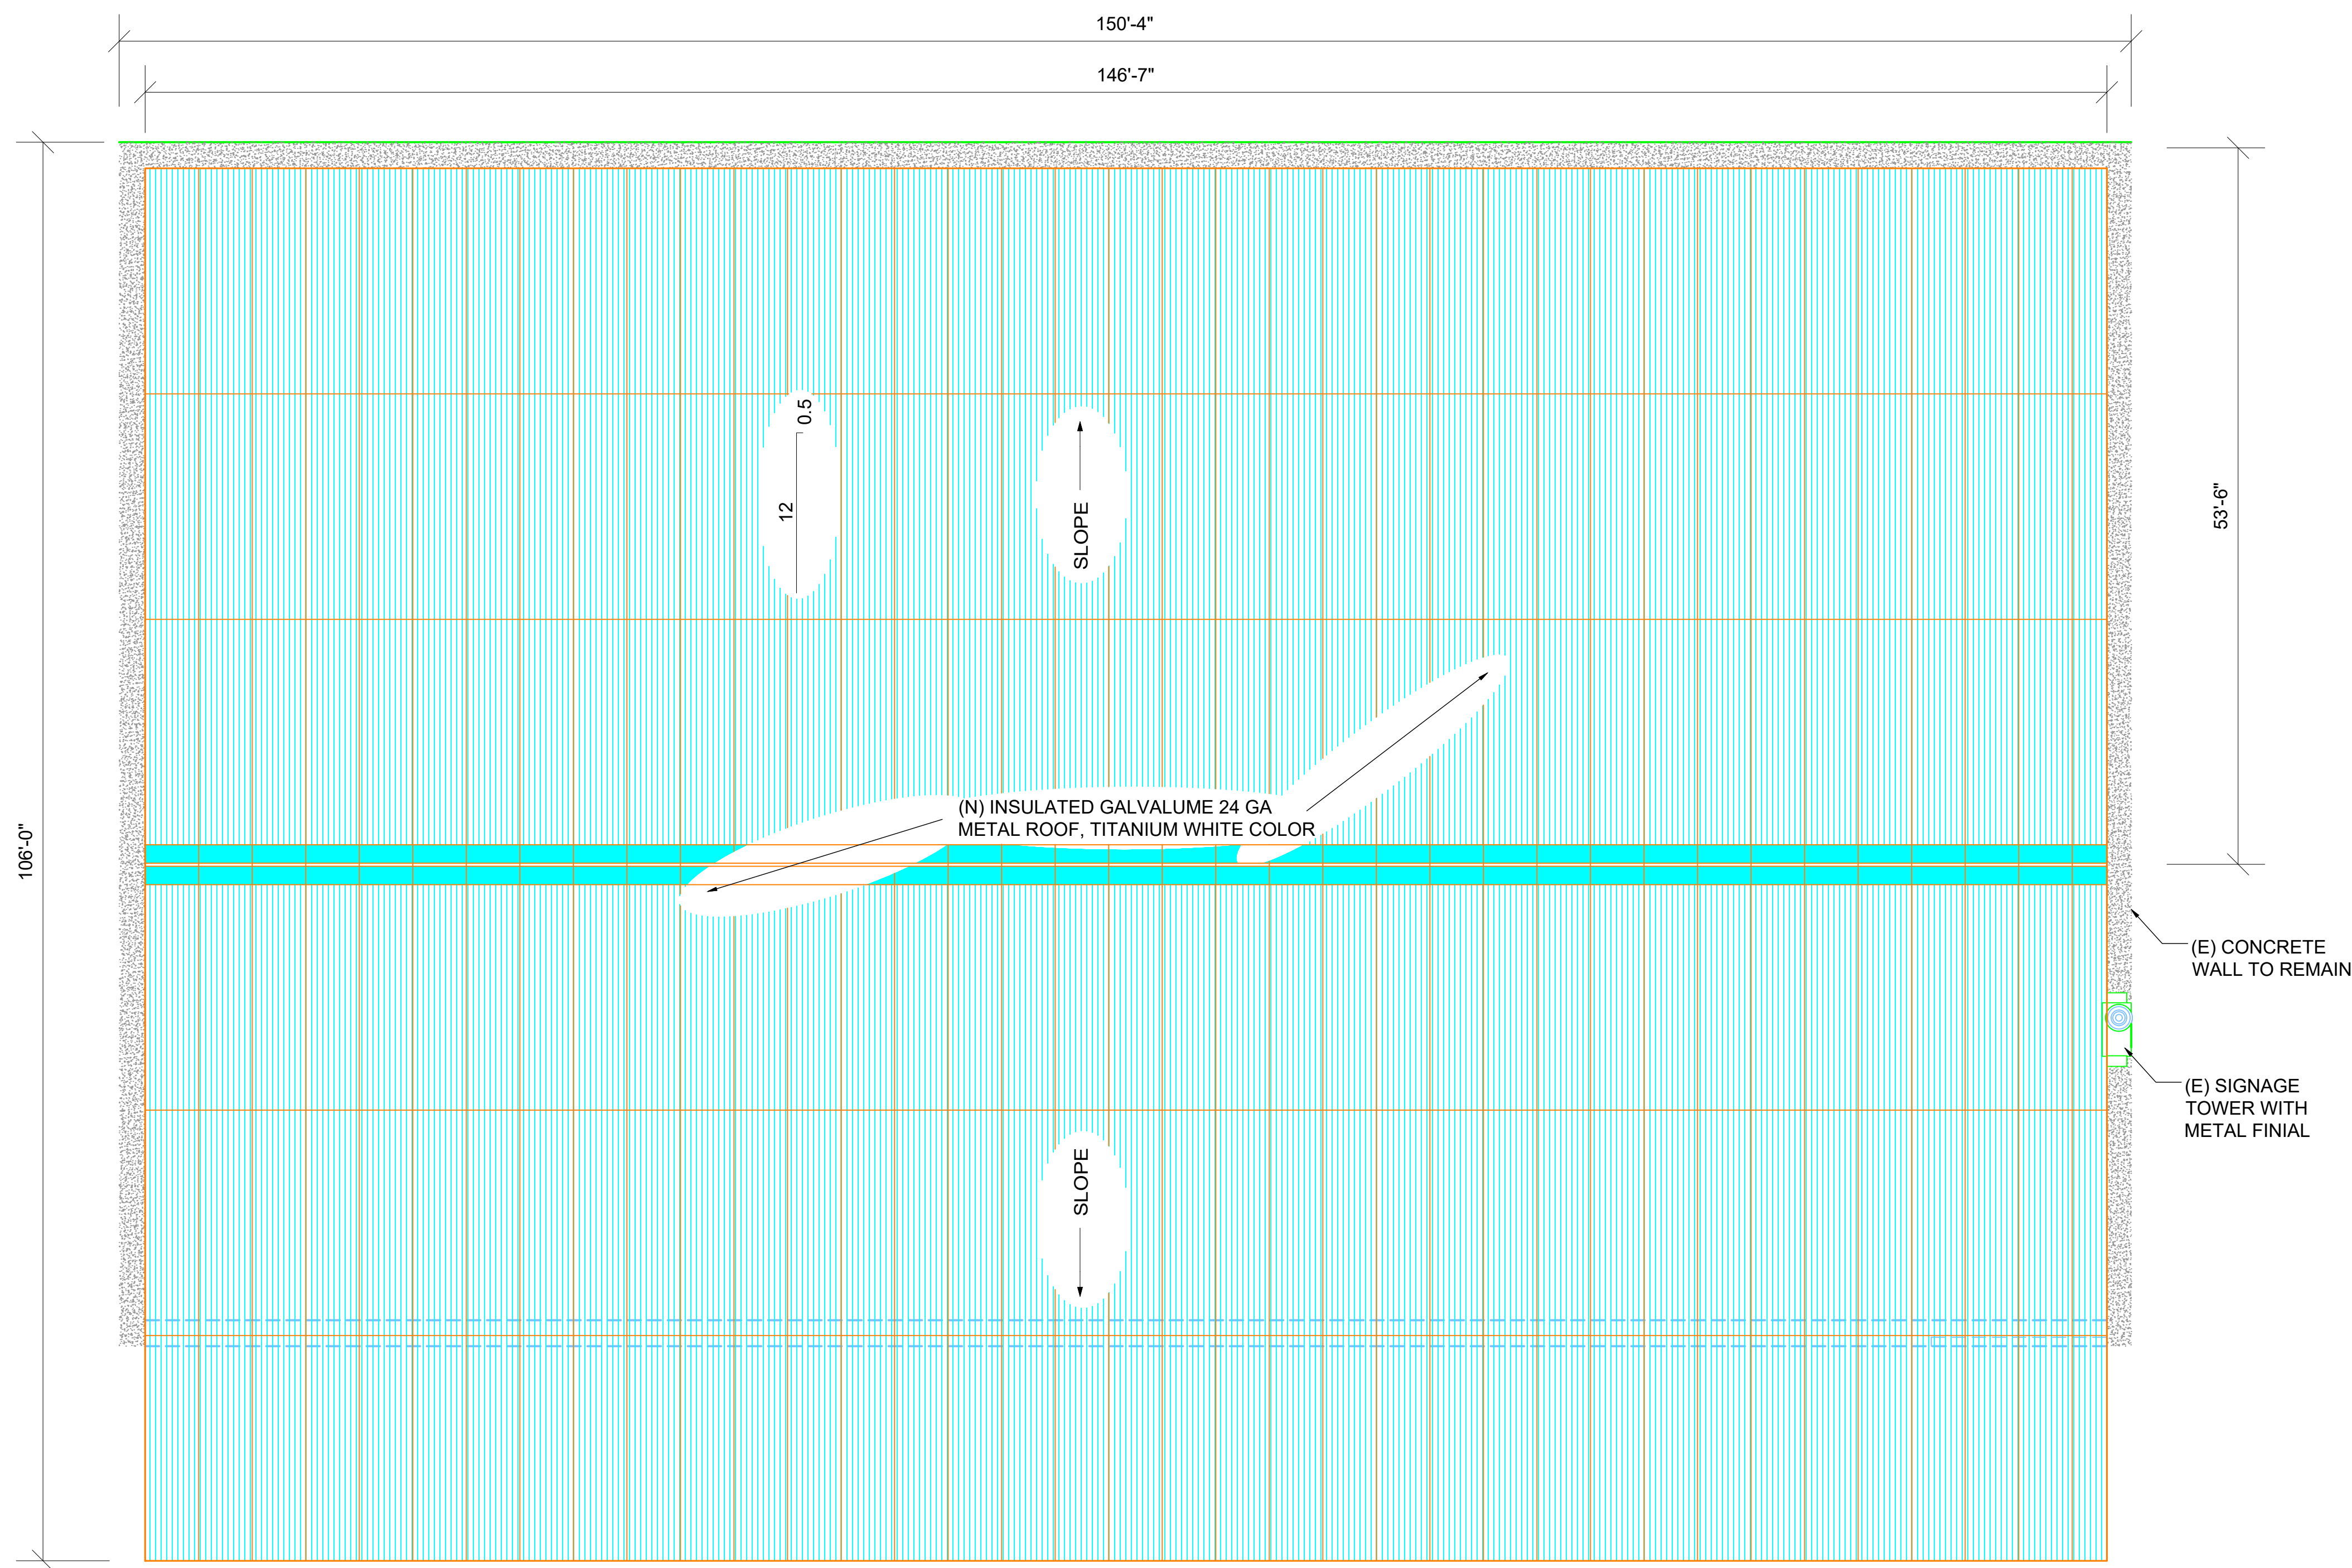 150'-4"
146'-7"
0.5
12
SLOPE
53'-6"
(N) INSULATED GALVALUME 24 GA
METAL ROOF, TITANIUM WHITE COLOR
106'-0"
(E) CONCRETE
WALL TO REMAIN
(E) SIGNAGE
TOWER WITH
METAL FINIAL
SLOPE